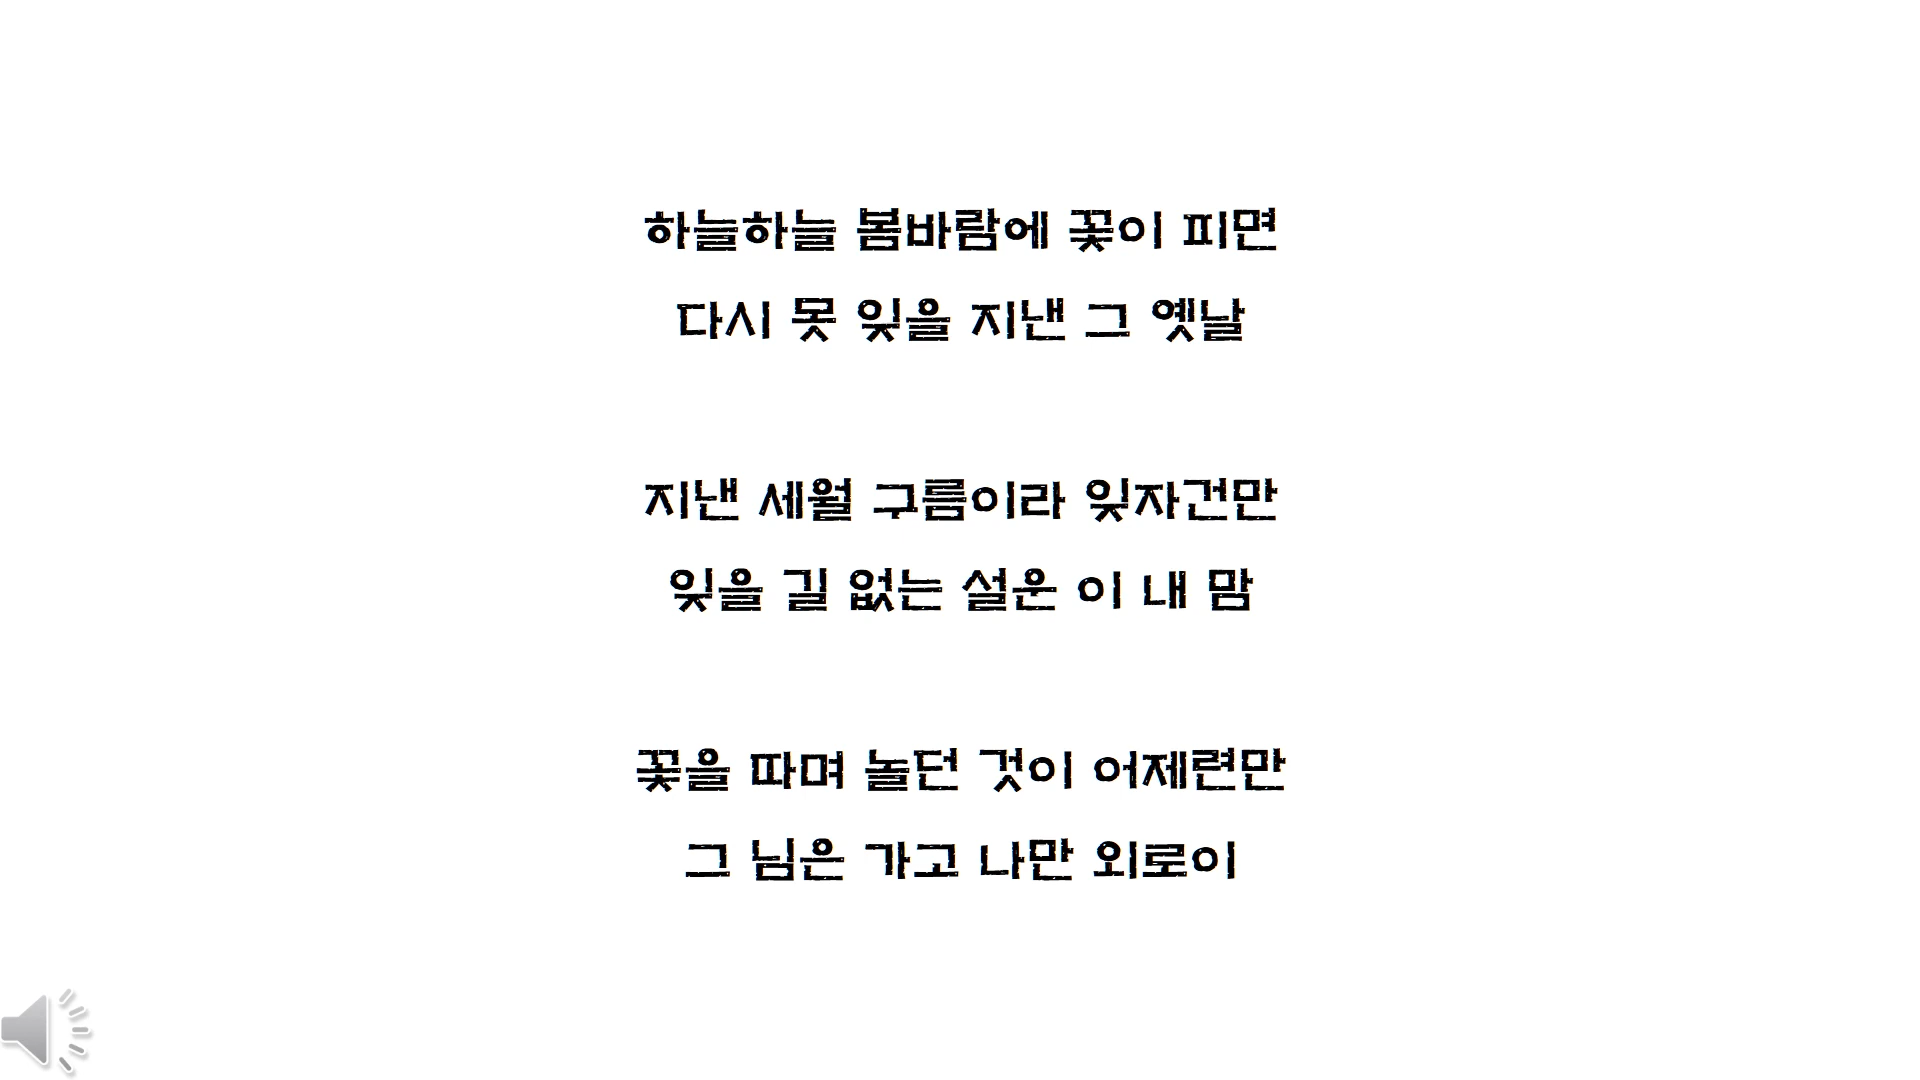 하늘하늘 봄바람에 꽃이 피면
다시 못 잊을 지낸 그 옛날
지낸 세월 구름이라 잊자건만
잊을 길 없는 설운 이 내 맘
꽃을 따며 놀던 것이 어제련만
그 님은 가고 나만 외로이